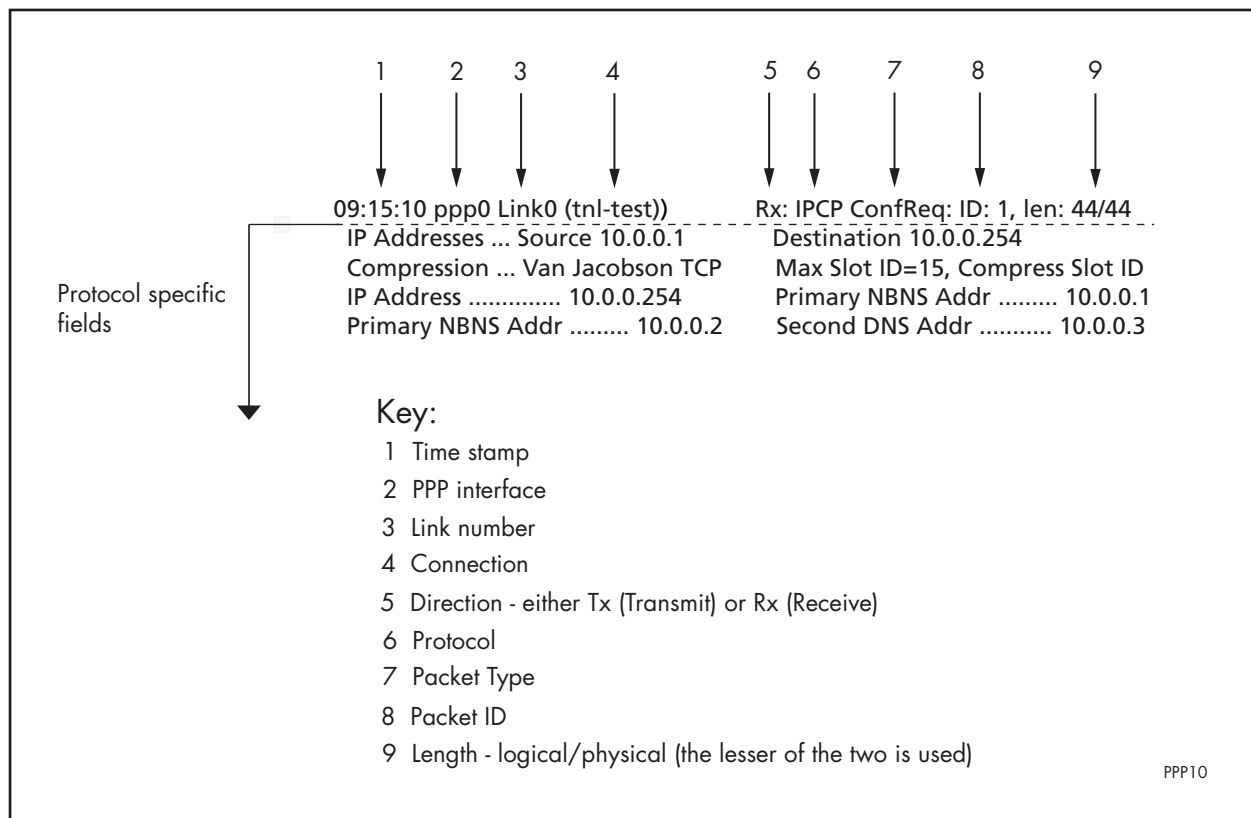 1 2 3 4 5 6 7 8 9
09:15:10 ppp0 Link0 (tnl-test)) Rx: IPCP ConfReq: ID: 1, len: 44/44
IP Addresses ... Source 10.0.0.1 Destination 10.0.0.254
Compression ... Van Jacobson TCP Max Slot ID=15, Compress Slot ID
IP Address .............. 10.0.0.254 Primary NBNS Addr ......... 10.0.0.1
Primary NBNS Addr ......... 10.0.0.2 Second DNS Addr ........... 10.0.0.3
Protocol specific
fields
Key:
1 Time stamp
2 PPP interface
3 Link number
4 Connection
5 Direction - either Tx (Transmit) or Rx (Receive)
6 Protocol
7 Packet Type
8 Packet ID
9 Length - logical/physical (the lesser of the two is used)
PPP10